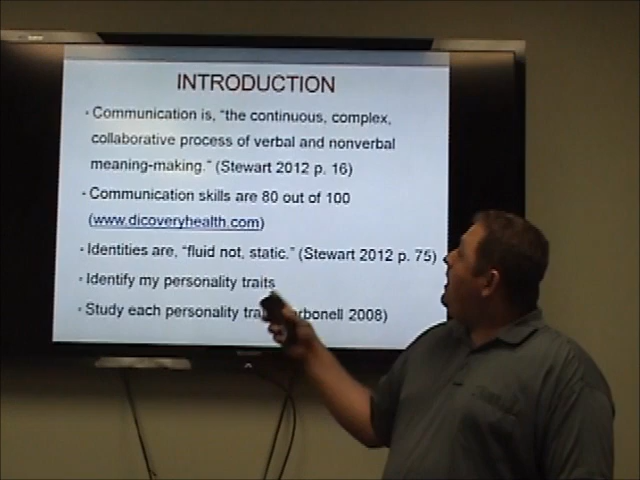 INTRODUCTION
• Communication is, "the continuous, complex,
collaborative process of verbal and nonverbal
meaning-making." (Stewart 2012 p. 16)
• Communication skills are 80 out of 100
(www.dicoveryhealth.com)
• Identities are, "fluid not, static." (Stewart 2012 p. 75)
• Identify my personality traits
• Study each personality 2008)